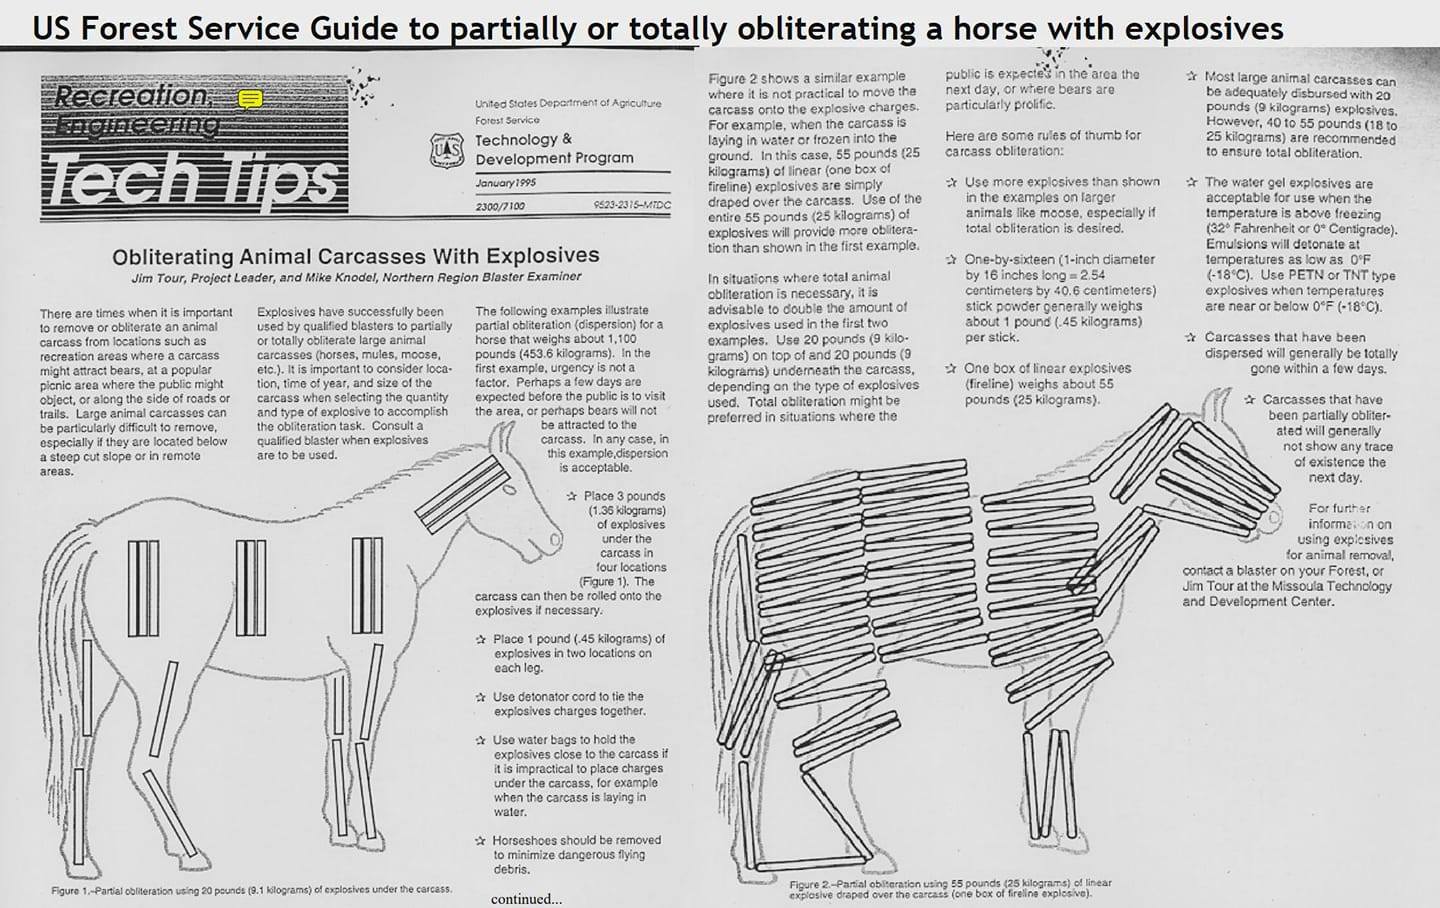 US Forest Service Guide to partially or totally obliterating a horse with explosives
Recreation,
Engineering
Tech Tips
United States Department of Agriculture
Forest Service
UAS
Technology &
Development Program
January 1995
2300/7100
9523-2315–MTDC
Obliterating Animal Carcasses With Explosives
Jim Tour, Project Leader, and Mike Knodel, Northern Region Blaster Examiner
There are times when it is important
to remove or obliterate an animal
carcass from locations such as
recreation areas where a carcass
might attract bears, at a popular
picnic area where the public might
object, or along the side of roads or
trails. Large animal carcasses can
be particularly difficult to remove,
especially if they are located below
a steep cut slope or in remote
areas.
Explosives have successfully been
used by qualified blasters to partially
or totally obliterate large animal
carcasses (horses, mules, moose,
etc.). It is important to consider loca-
tion, time of year, and size of the
carcass when selecting the quantity
and type of explosive to accomplish
the obliteration task. Consult a
qualified blaster when explosives
are to be used.
The following examples illustrate
partial obliteration (dispersion) for a
horse that weighs about 1,100
pounds (453.6 kilograms). In the
first example, urgency is not a
factor. Perhaps a few days are
expected before the public is to visit
the area, or perhaps bears will not
be attracted to the
carcass. In any case, in
this example,dispersion
is acceptable.
☆ Place 3 pounds
(1.36 kilograms)
of explosives
under the
carcass in
four locations
(Figure 1). The
carcass can then be rolled onto the
explosives if necessary.
☆ Place 1 pound (.45 kilograms) of
explosives in two locations on
each leg.
☆ Use detonator cord to tie the
explosives charges together.
☆ Use water bags to hold the
explosives close to the carcass if
it is impractical to place charges
under the carcass, for example
when the carcass is laying in
water.
☆ Horseshoes should be removed
to minimize dangerous flying
debris.
Figure 1.–Partial obliteration using 20 pounds (9.1 kilograms) of explosives under the carcass.
continued...
Figure 2 shows a similar example
where it is not practical to move the
carcass onto the explosive charges.
For example, when the carcass is
laying in water or frozen into the
ground. In this case, 55 pounds (25
kilograms) of linear (one box of
fireline) explosives are simply
draped over the carcass. Use of the
entire 55 pounds (25 kilograms) of
explosives will provide more oblitera-
tion than shown in the first example.
In situations where total animal
obliteration is necessary, it is
advisable to double the amount of
explosives used in the first two
examples. Use 20 pounds (9 kilo-
grams) on top of and 20 pounds (9
kilograms) underneath the carcass,
depending on the type of explosives
used. Total obliteration might be
preferred in situations where the
public is expected in the area the
next day, or where bears are
particularly prolific.
Here are some rules of thumb for
carcass obliteration:
☆ Use more explosives than shown
in the examples on larger
animals like moose, especially if
total obliteration is desired.
☆ One-by-sixteen (1-inch diameter
by 16 inches long = 2.54
centimeters by 40.6 centimeters)
stick powder generally weighs
about 1 pound (.45 kilograms)
per stick.
☆ One box of linear explosives
(fireline) weighs about 55
pounds (25 kilograms).
☆ Most large animal carcasses can
be adequately disbursed with 20
pounds (9 kilograms) explosives.
However, 40 to 55 pounds (18 to
25 kilograms) are recommended
to ensure total obliteration.
☆ The water gel explosives are
acceptable for use when the
temperature is above freezing
(32° Fahrenheit or 0° Centigrade).
Emulsions will detonate at
temperatures as low as 0°F
(-18°C). Use PETN or TNT type
explosives when temperatures
are near or below 0°F (-18°C).
☆ Carcasses that have been
dispersed will generally be totally
gone within a few days.
☆ Carcasses that have
been partially obliter-
ated will generally
not show any trace
of existence the
next day.
For further
information on
using explosives
for animal removal,
contact a blaster on your Forest, or
Jim Tour at the Missoula Technology
and Development Center.
Figure 2.–Partial obliteration using 55 pounds (25 kilograms) of linear
explosive draped over the carcass (one box of fireline explosive).